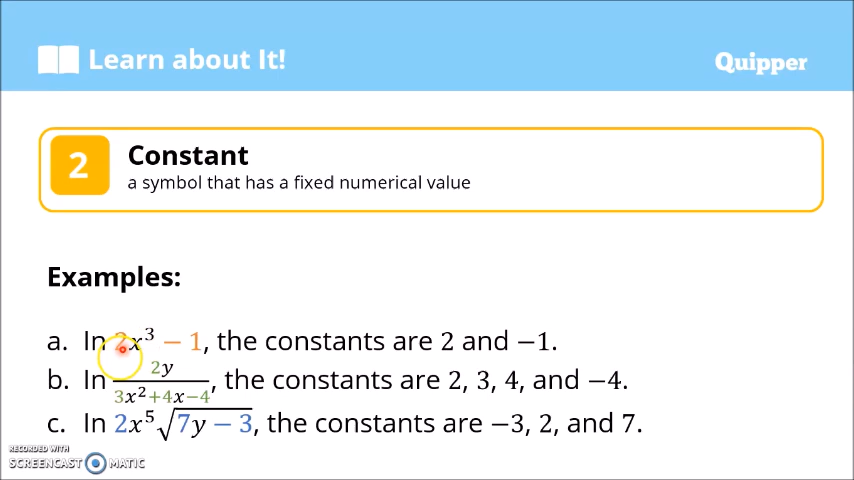 Learn about It!
Quipper
2
Constant
a symbol that has a fixed numerical value
Examples:
a. In 2x³ − 1, the constants are 2 and −1.
b. In 2y/(3x²+4x−4), the constants are 2, 3, 4, and −4.
c. In 2x⁵√(7y − 3), the constants are −3, 2, and 7.
RECORDED WITH
SCREENCAST MATIC